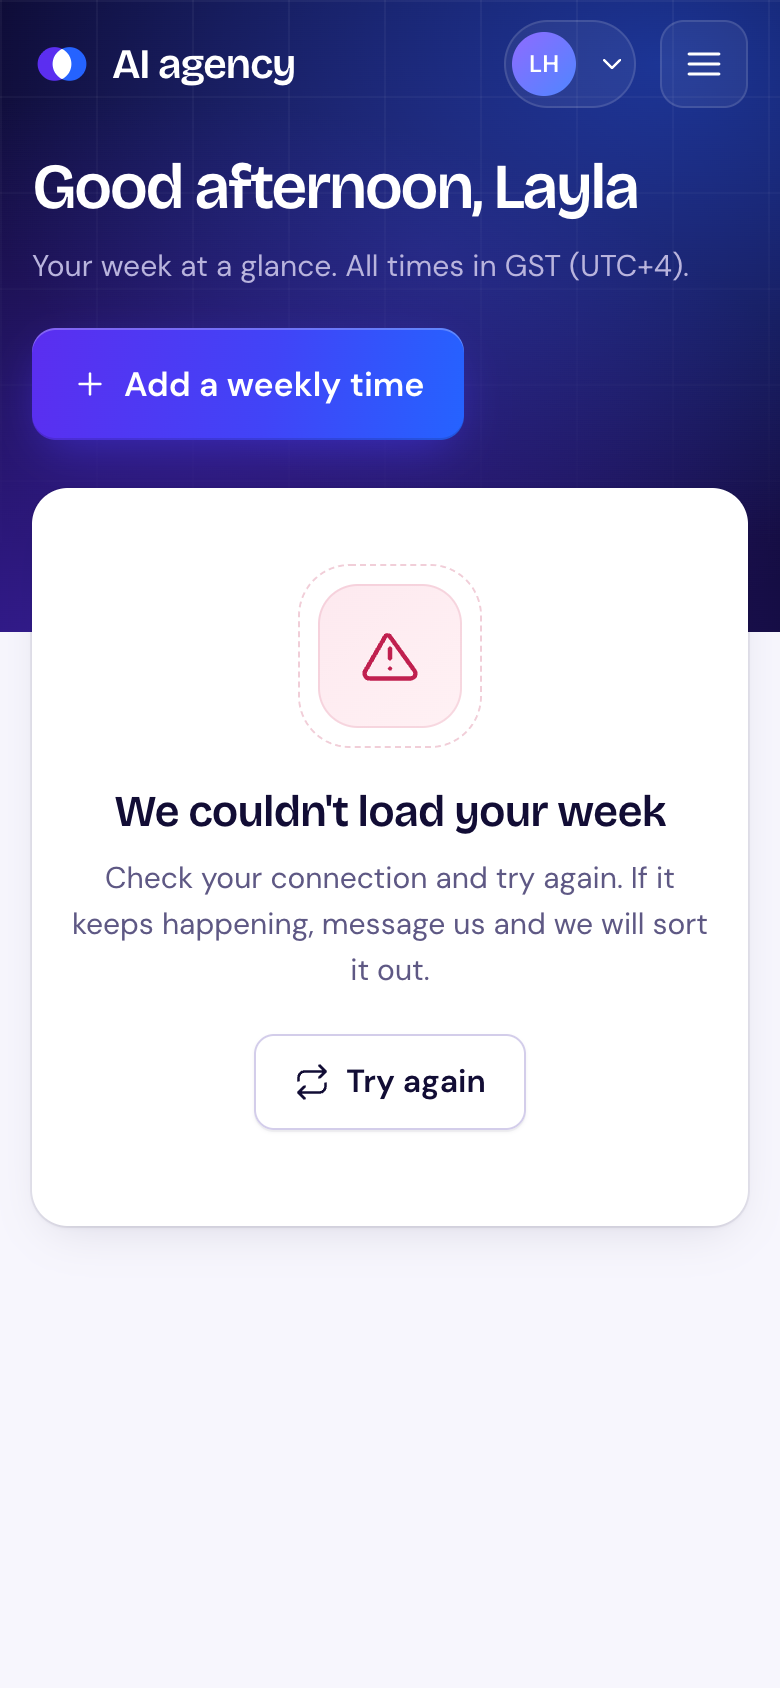 AI agency
LH
Good afternoon, Layla
Your week at a glance. All times in GST (UTC+4).
Add a weekly time
We couldn't load your week
Check your connection and try again. If it
keeps happening, message us and we will sort
it out.
Try again